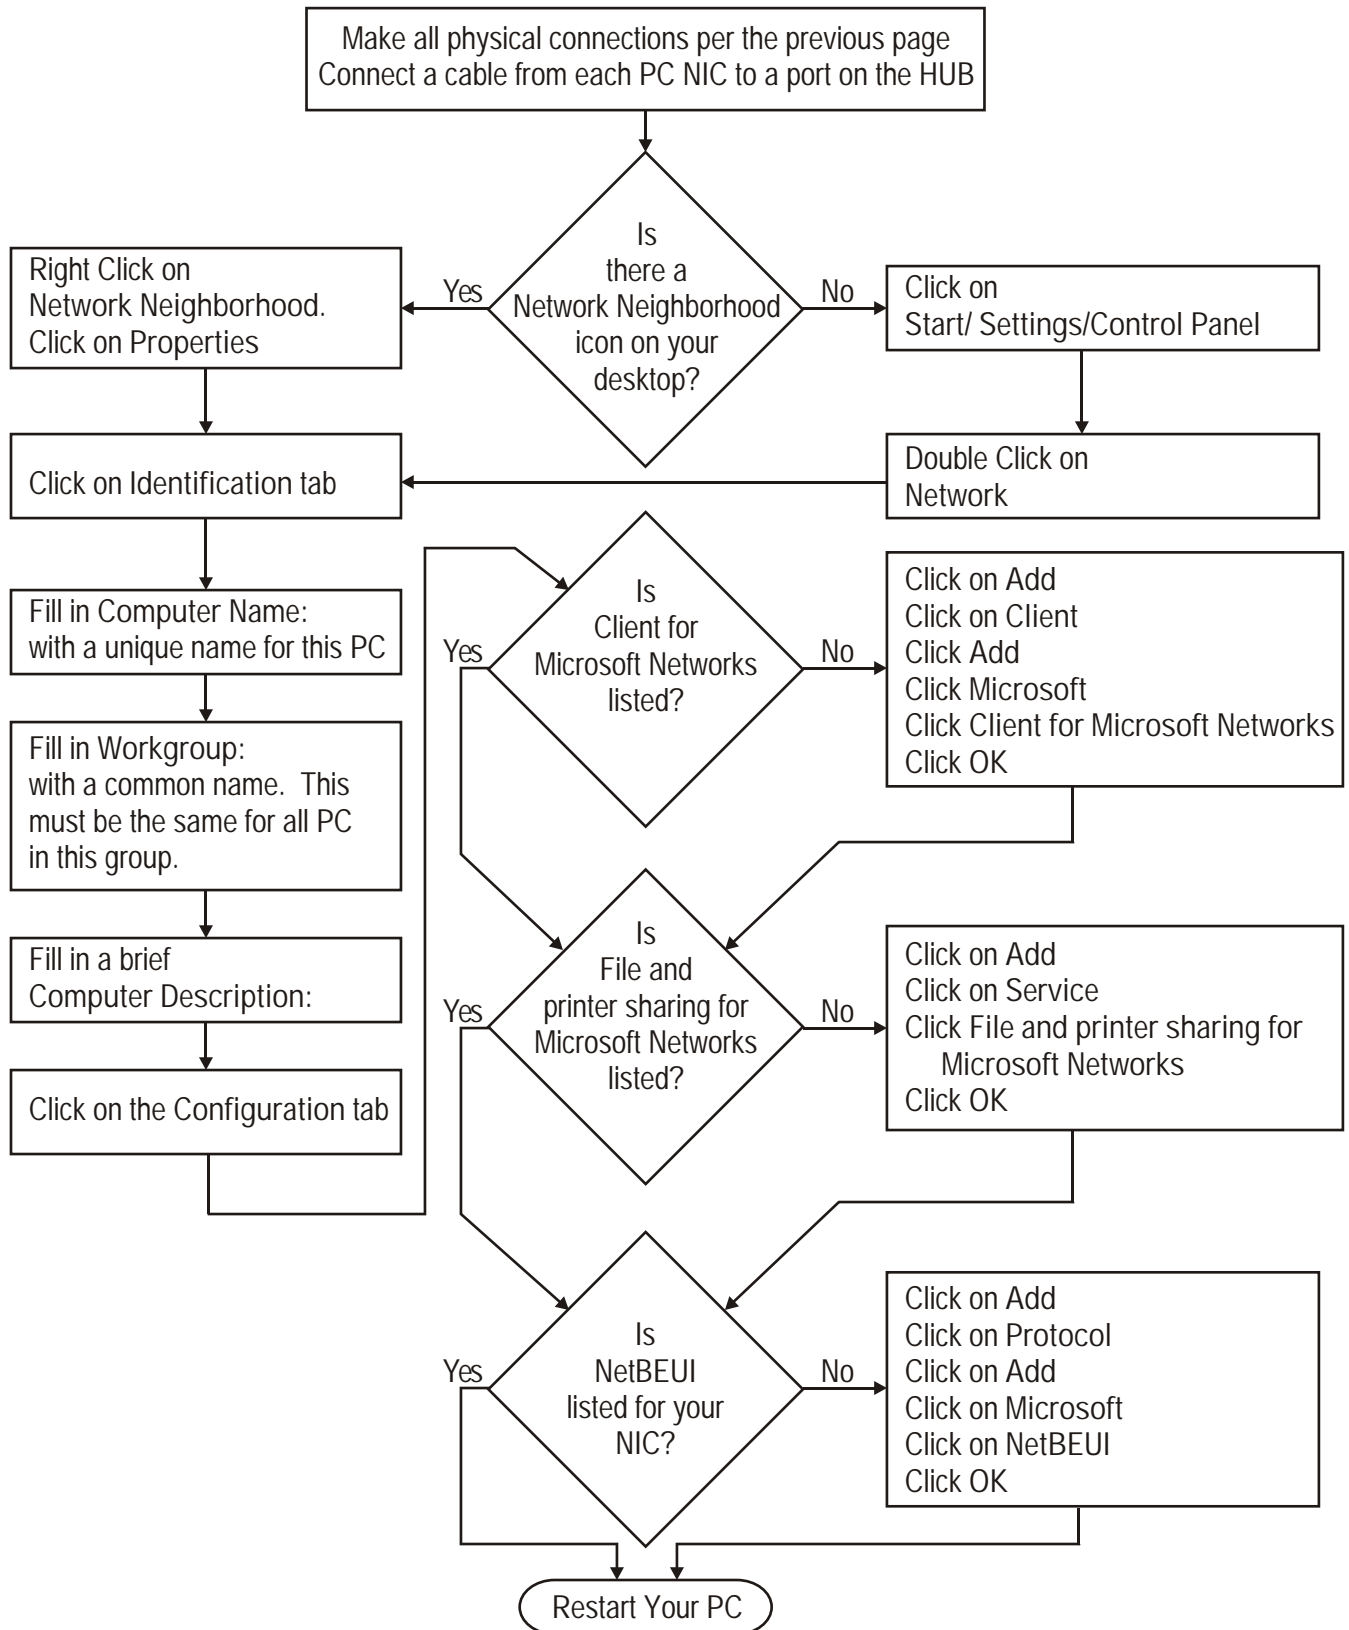 Make all physical connections per the previous page
Connect a cable from each PC NIC to a port on the HUB
Is
there a
Network Neighborhood
icon on your
desktop?
Yes
No
Right Click on
Network Neighborhood.
Click on Properties
Click on
Start/ Settings/Control Panel
Double Click on
Network
Click on Identification tab
Fill in Computer Name:
with a unique name for this PC
Fill in Workgroup:
with a common name.  This
must be the same for all PC
in this group.
Fill in a brief
Computer Description:
Click on the Configuration tab
Is
Client for
Microsoft Networks
listed?
Yes
No
Click on Add
Click on Client
Click Add
Click Microsoft
Click Client for Microsoft Networks
Click OK
Is
File and
printer sharing for
Microsoft Networks
listed?
Yes
No
Click on Add
Click on Service
Click File and printer sharing for
Microsoft Networks
Click OK
Is
NetBEUI
listed for your
NIC?
Yes
No
Click on Add
Click on Protocol
Click on Add
Click on Microsoft
Click on NetBEUI
Click OK
Restart Your PC